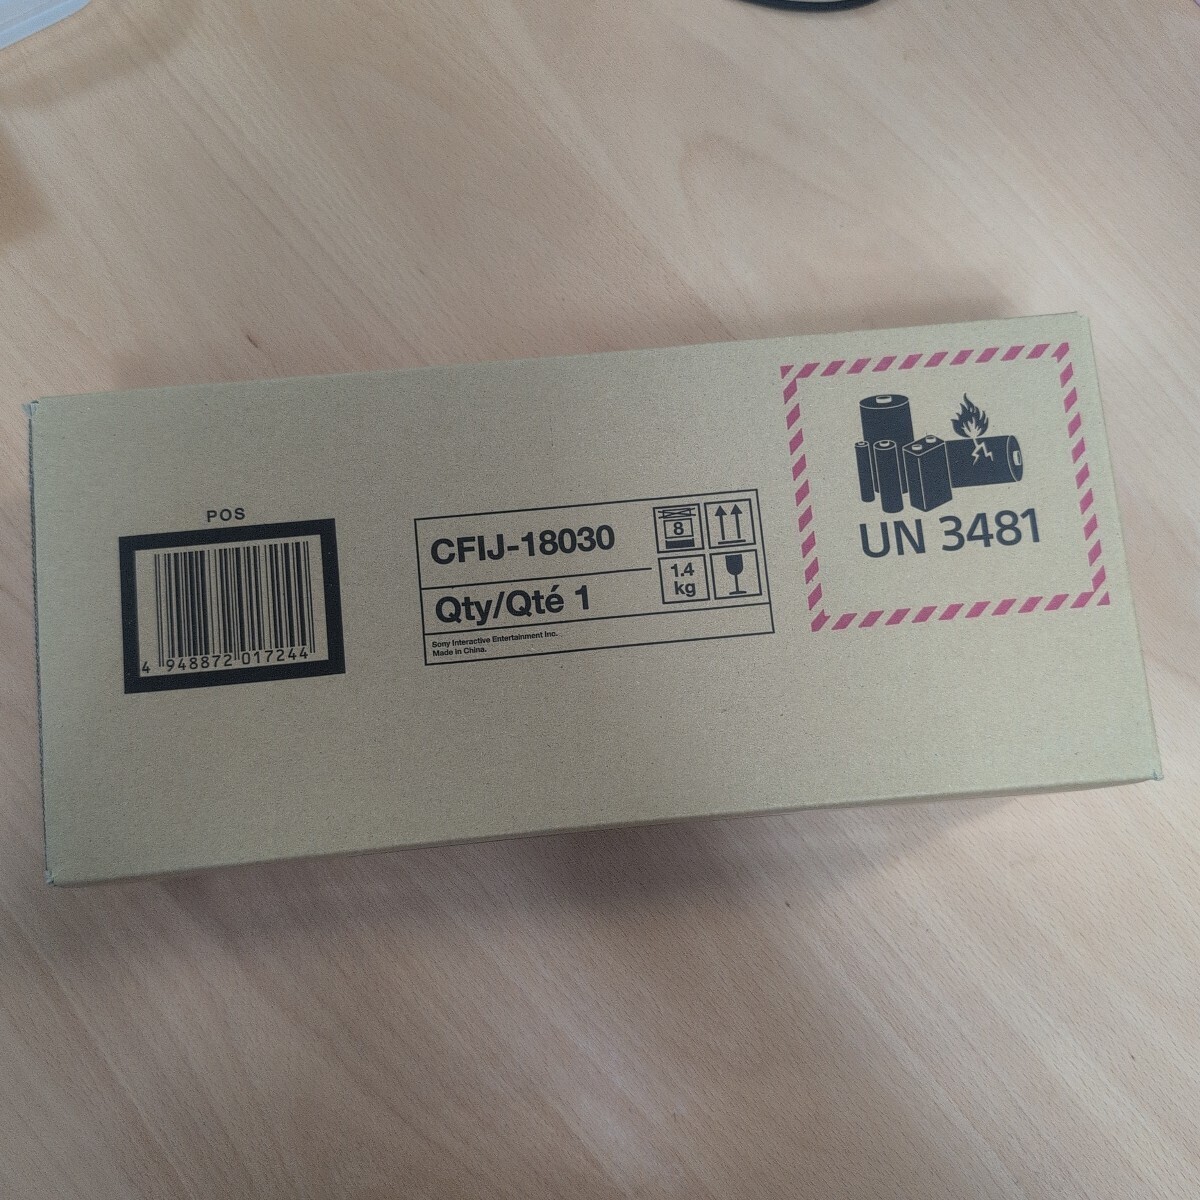 POS
4 948872 017244
CFIJ-18030
Qty/Qté 1
Sony Interactive Entertainment Inc.
Made in China.
8
1.4
kg
UN 3481